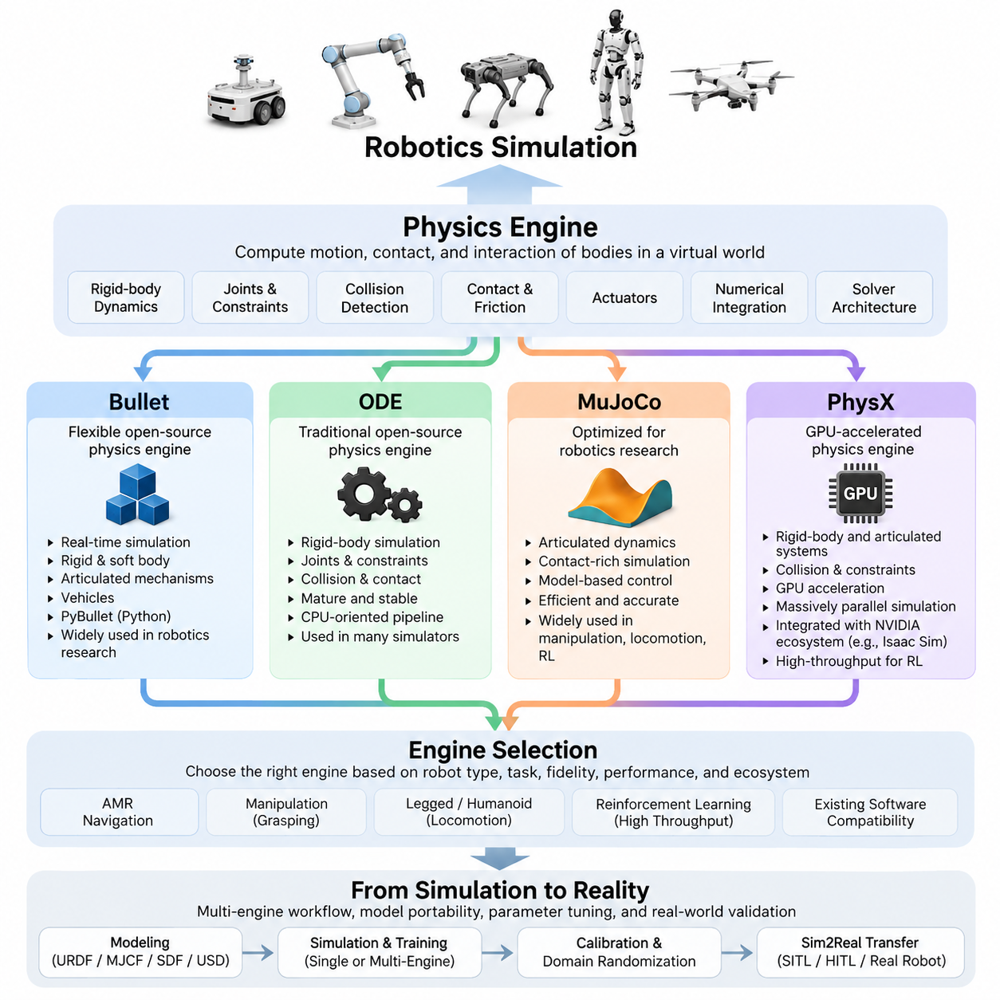 Robotics Simulation
Physics Engine
Compute motion, contact, and interaction of bodies in a virtual world
Rigid-body
Dynamics
Joints &
Constraints
Collision
Detection
Contact &
Friction
Actuators
Numerical
Integration
Solver
Architecture
Bullet
Flexible open-source
physics engine
▸ Real-time simulation
▸ Rigid & soft body
▸ Articulated mechanisms
▸ Vehicles
▸ PyBullet (Python)
▸ Widely used in robotics
research
ODE
Traditional open-source
physics engine
▸ Rigid-body simulation
▸ Joints & constraints
▸ Collision & contact
▸ Mature and stable
▸ CPU-oriented pipeline
▸ Used in many simulators
MuJoCo
Optimized for
robotics research
▸ Articulated dynamics
▸ Contact-rich simulation
▸ Model-based control
▸ Efficient and accurate
▸ Widely used in
manipulation, locomotion,
RL
PhysX
GPU-accelerated
physics engine
GPU
▸ Rigid-body and articulated
systems
▸ Collision & constraints
▸ GPU acceleration
▸ Massively parallel simulation
▸ Integrated with NVIDIA
ecosystem (e.g., Isaac Sim)
▸ High-throughput for RL
Engine Selection
Choose the right engine based on robot type, task, fidelity, performance, and ecosystem
AMR
Navigation
Manipulation
(Grasping)
Legged / Humanoid
(Locomotion)
Reinforcement Learning
(High Throughput)
Existing Software
Compatibility
From Simulation to Reality
Multi-engine workflow, model portability, parameter tuning, and real-world validation
Modeling
(URDF / MJCF / SDF / USD)
Simulation & Training
(Single or Multi-Engine)
Calibration &
Domain Randomization
Sim2Real Transfer
(SITL / HITL / Real Robot)